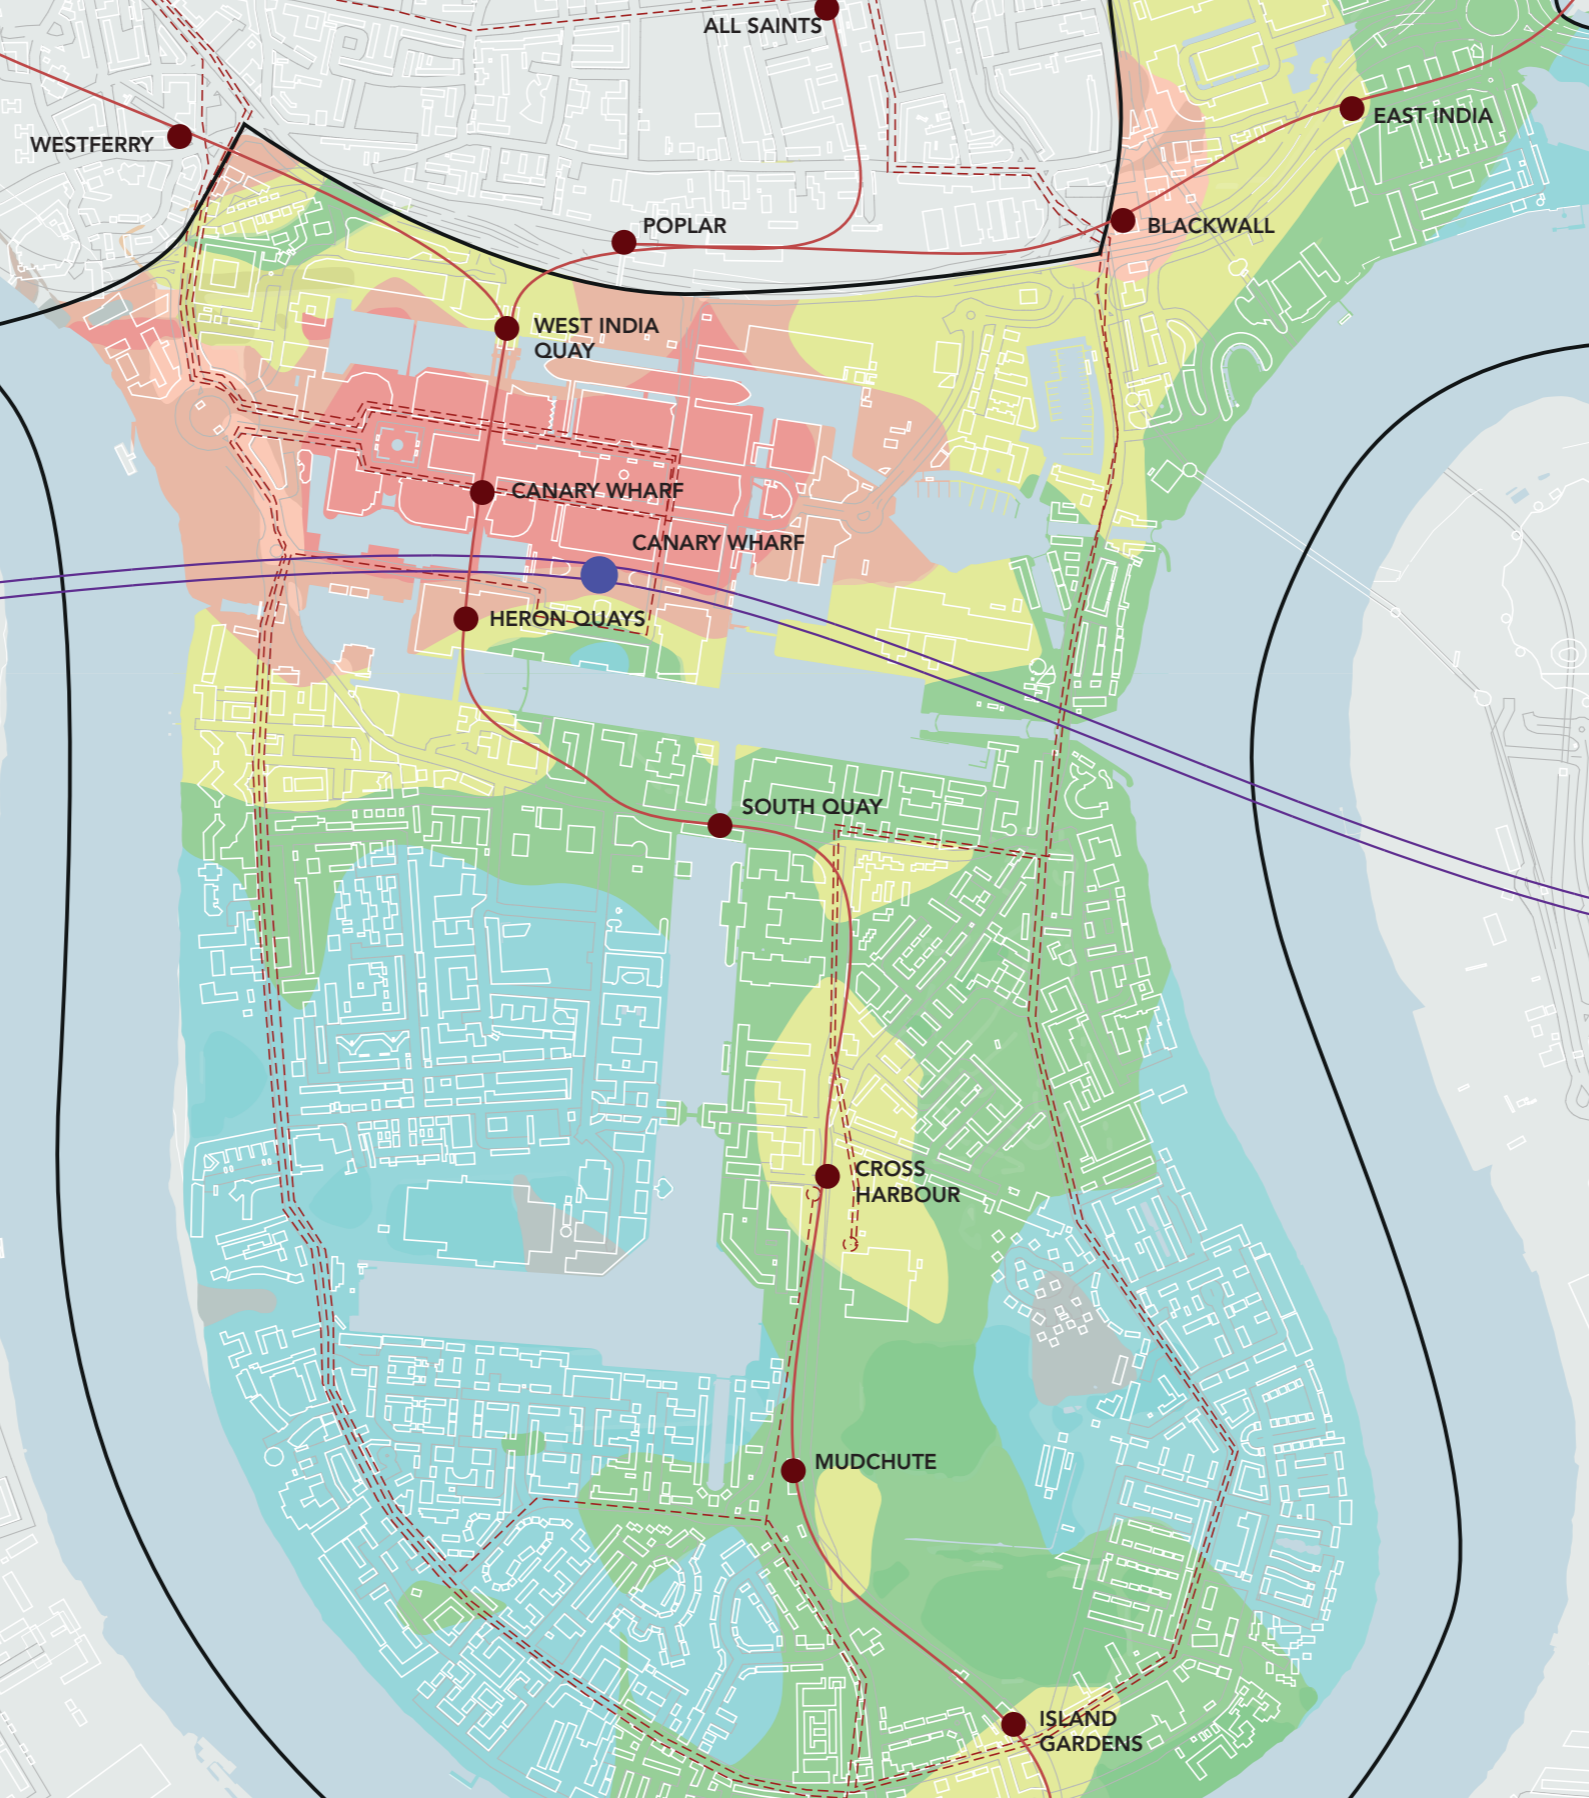 ALL SAINTS
WESTFERRY
EAST INDIA
POPLAR
BLACKWALL
WEST INDIA
QUAY
CANARY WHARF
CANARY WHARF
HERON QUAYS
SOUTH QUAY
CROSS
HARBOUR
MUDCHUTE
ISLAND
GARDENS